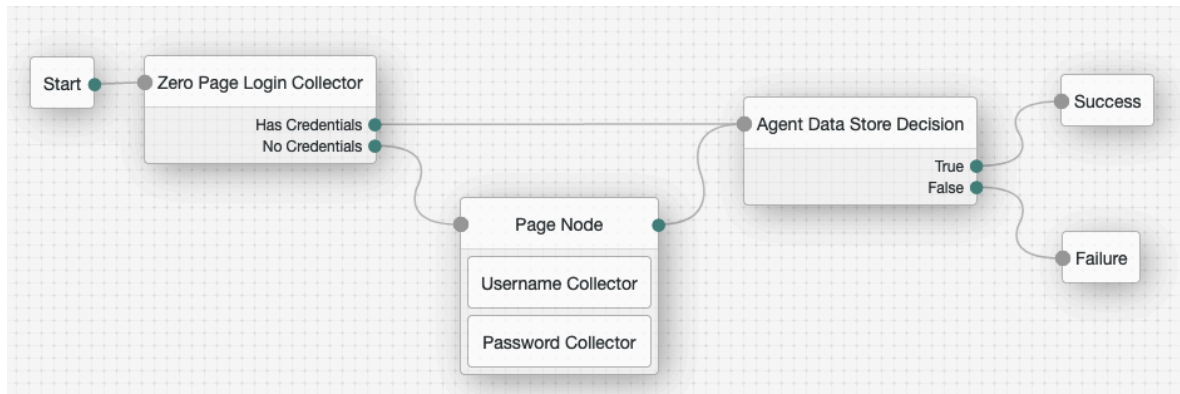 Start
Zero Page Login Collector
Has Credentials
No Credentials
Page Node
Username Collector
Password Collector
Agent Data Store Decision
True
False
Success
Failure